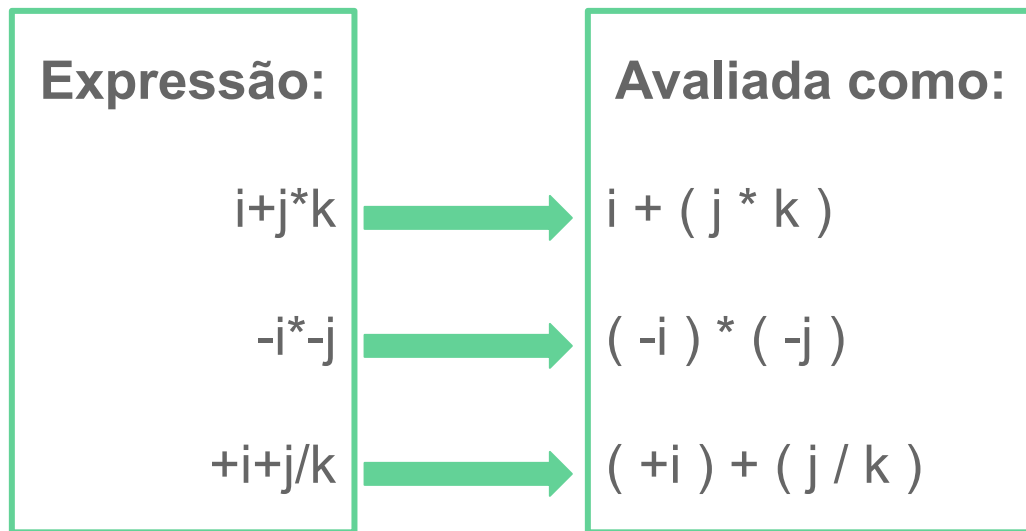 Expressão: Avaliada como:
i+j*k i + ( j * k )
-i*-j ( -i ) * ( -j )
+i+j/k ( +i ) + ( j / k )